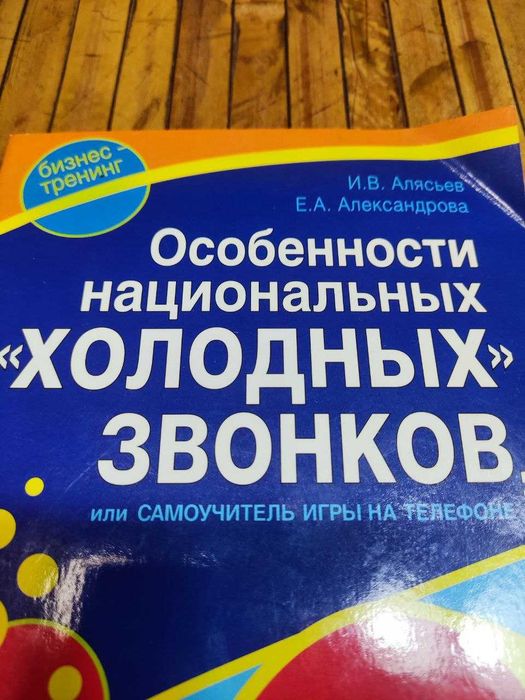 бизнес-
тренинг
И.В. Алясьев
Е.А. Александрова
Особенности
национальных
«ХОЛОДНЫХ»
ЗВОНКОВ,
или САМОУЧИТЕЛЬ ИГРЫ НА ТЕЛЕФОНЕ